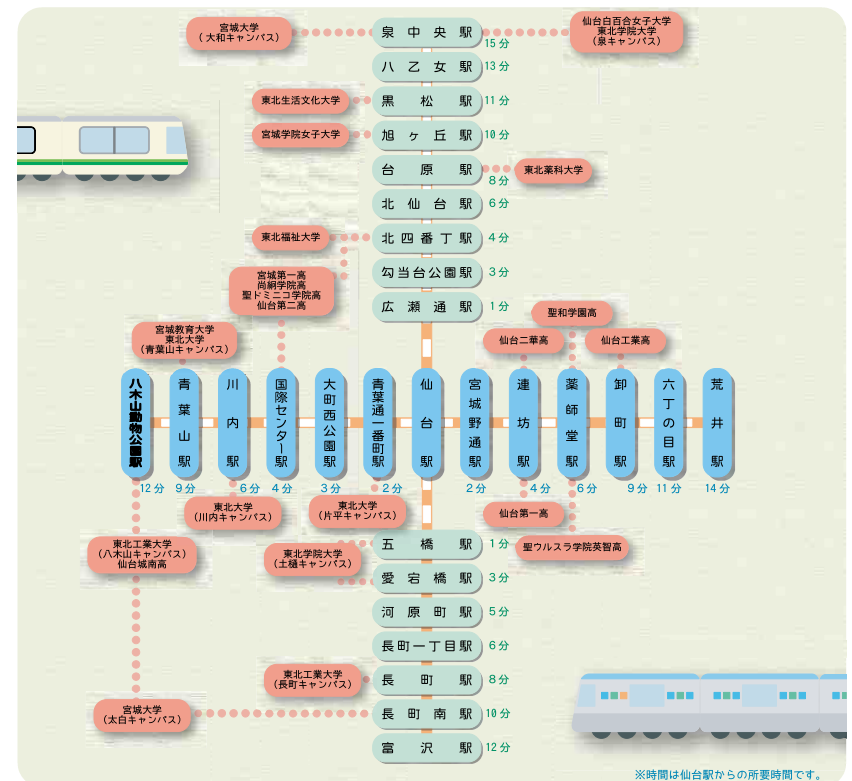 宮城大学
(大和キャンパス)
泉中央駅
15分
仙台白百合女子大学
東北学院大学
(泉キャンパス)
八乙女駅
13分
東北生活文化大学
黒松駅
11分
宮城学院女子大学
旭ヶ丘駅
10分
台原駅
8分
東北薬科大学
北仙台駅
6分
東北福祉大学
北四番丁駅
4分
宮城第一高
尚絅学院高
聖ドミニコ学院高
仙台第二高
勾当台公園駅
3分
広瀬通駅
1分
宮城教育大学
東北大学
(青葉山キャンパス)
聖和学園高
仙台二華高
仙台工業高
八木山動物公園駅
青葉山駅
川内駅
国際センター駅
大町西公園駅
青葉通一番町駅
仙台駅
宮城野通駅
連坊駅
薬師堂駅
卸町駅
六丁の目駅
荒井駅
12分
9分
6分
4分
3分
2分
2分
4分
6分
9分
11分
14分
東北大学
(川内キャンパス)
東北大学
(片平キャンパス)
仙台第一高
聖ウルスラ学院英智高
東北工業大学
(八木山キャンパス)
仙台城南高
東北学院大学
(土樋キャンパス)
五橋駅
1分
愛宕橋駅
3分
河原町駅
5分
長町一丁目駅
6分
東北工業大学
(長町キャンパス)
長町駅
8分
宮城大学
(太白キャンパス)
長町南駅
10分
富沢駅
12分
※時間は仙台駅からの所要時間です。